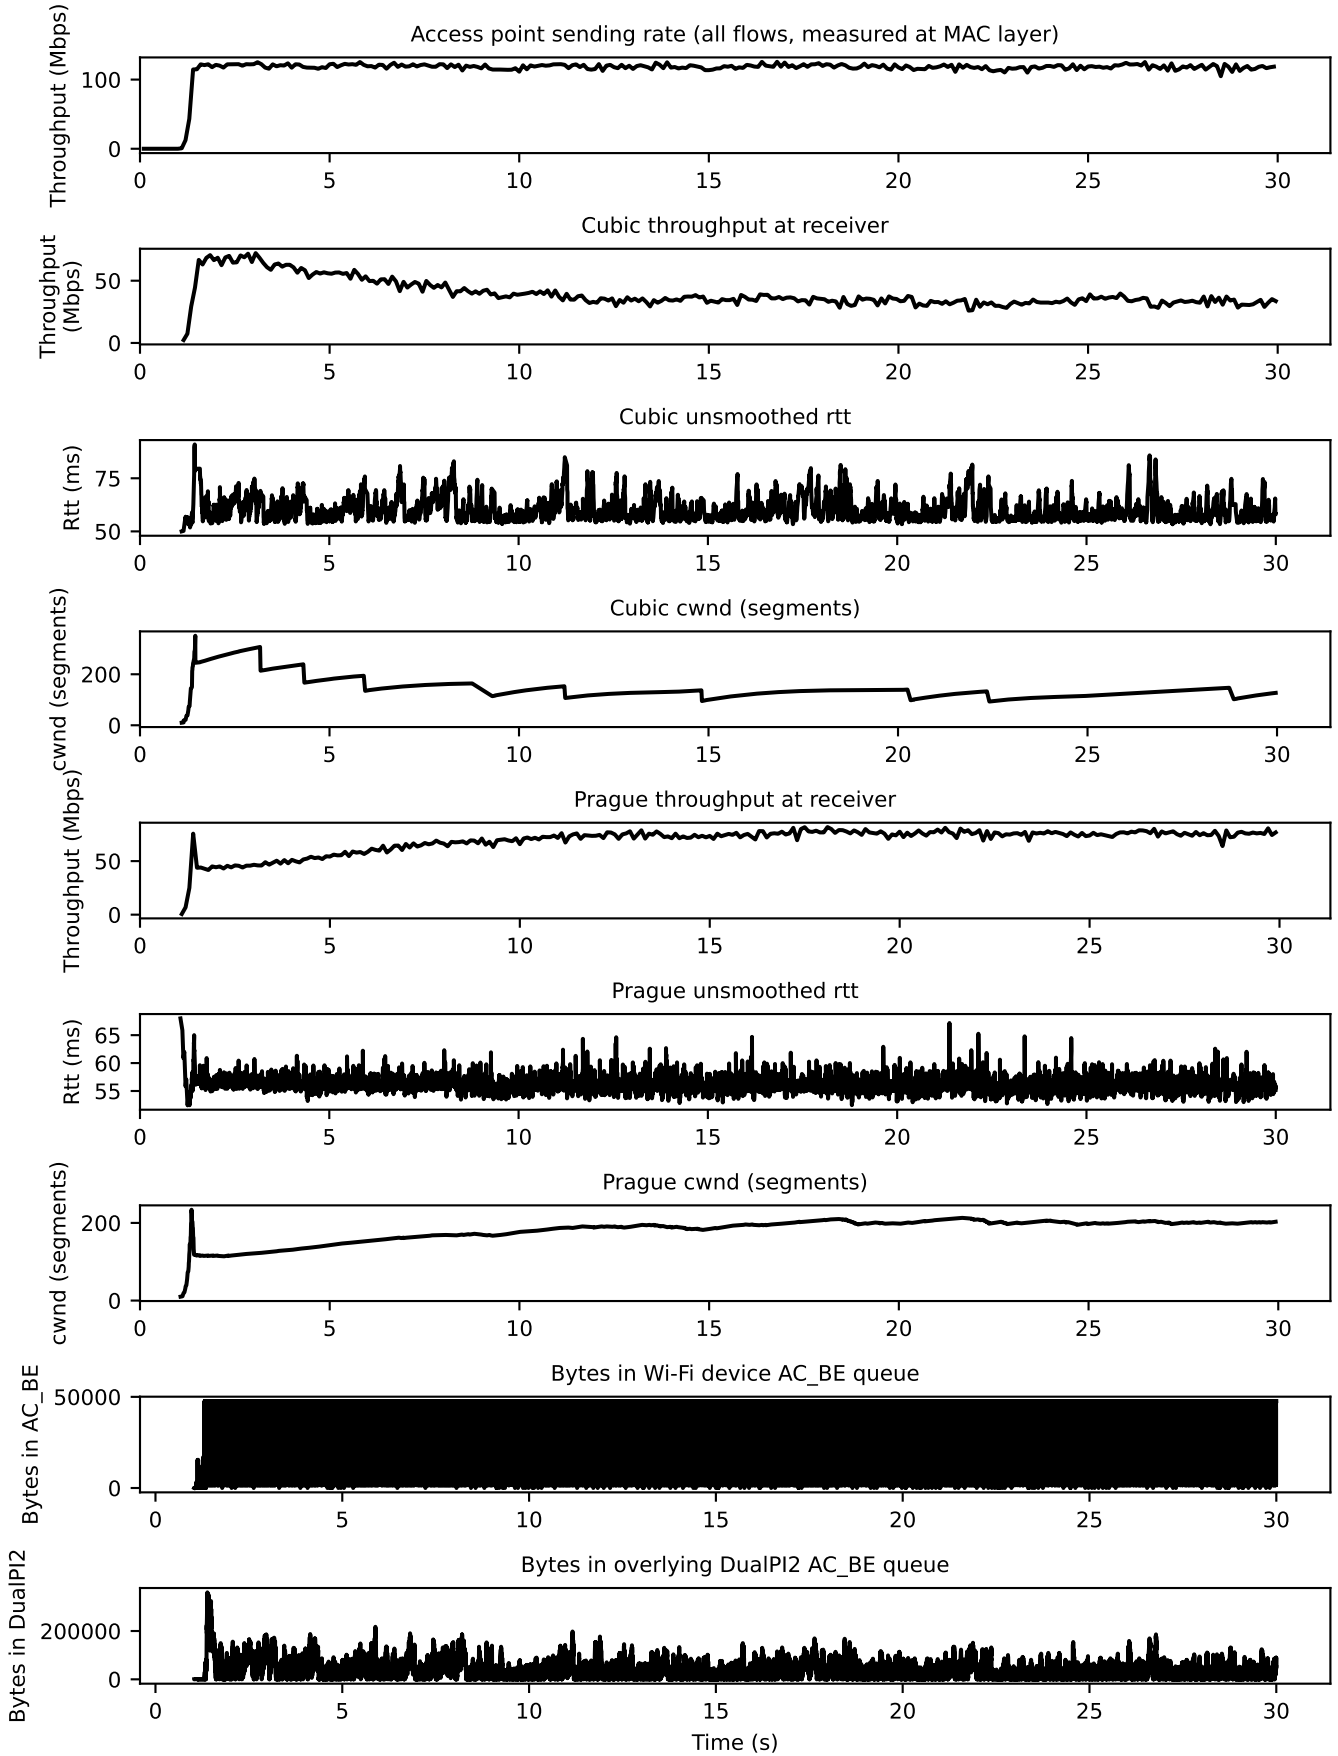 Access point sending rate (all flows, measured at MAC layer)
Throughput (Mbps)
100
0
0 5 10 15 20 25 30
Cubic throughput at receiver
Throughput
(Mbps)
50
0
0 5 10 15 20 25 30
Cubic unsmoothed rtt
Rtt (ms)
75
50
0 5 10 15 20 25 30
Cubic cwnd (segments)
cwnd (segments)
200
0
0 5 10 15 20 25 30
Prague throughput at receiver
Throughput (Mbps)
50
0
0 5 10 15 20 25 30
Prague unsmoothed rtt
Rtt (ms)
65
60
55
0 5 10 15 20 25 30
Prague cwnd (segments)
cwnd (segments)
200
0
0 5 10 15 20 25 30
Bytes in Wi-Fi device AC_BE queue
Bytes in AC_BE
50000
0
0 5 10 15 20 25 30
Bytes in overlying DualPI2 AC_BE queue
Bytes in DualPI2
200000
0
0 5 10 15 20 25 30
Time (s)